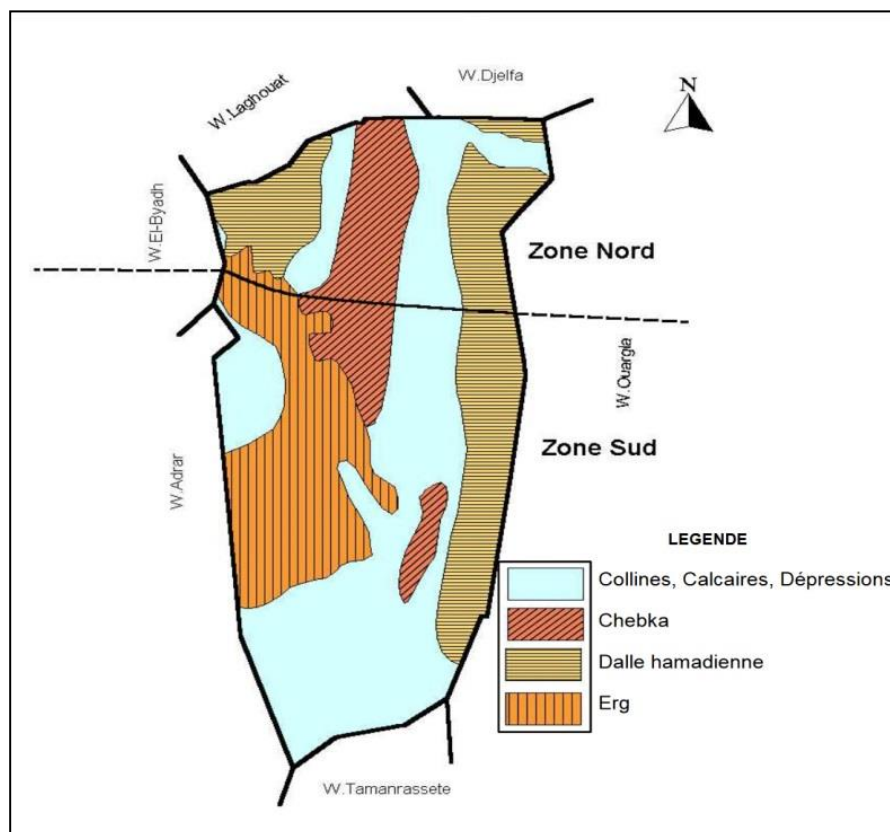 W.Djelfa
W.Laghouat
N
W.El-Byadh
Zone Nord
W.Ouargla
Zone Sud
W.Adrar
LEGENDE
Collines, Calcaires, Dépressions
Chebka
Dalle hamadienne
Erg
W.Tamanrassete